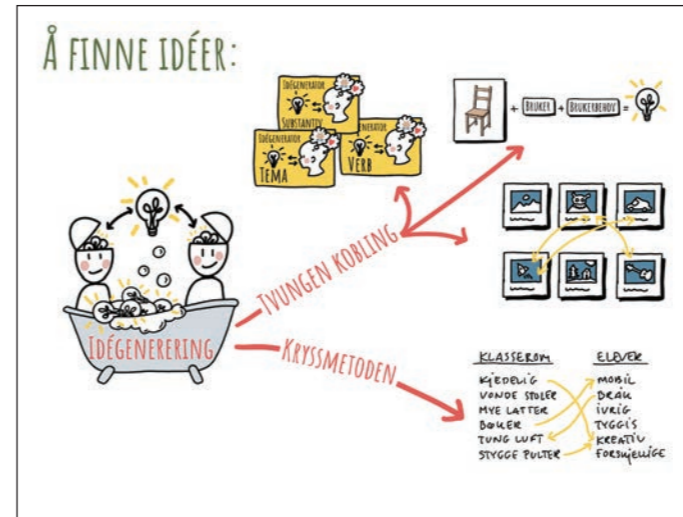 Å FINNE IDÉER:
IDÉGENERATOR
SUBSTANTIV
IDÉGENERATOR
TEMA
ENERATOR
VERB
+ BRUKER + BRUKERBEHOV =
TVUNGEN KOBLING
IDÉGENERERING
KRYSSMETODEN
KLASSEROM ELEVER
KJEDELIG MOBIL
VONDE STOLER BRÅK
MYE LATTER IVRIG
BØKER TYGGIS
TUNG LUFT KREATIV
STYGGE PULTER FORSKJELLIGE